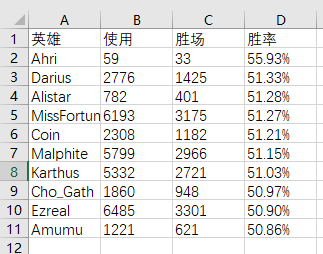 A B C D
1 英雄 使用 胜场 胜率
2 Ahri 59 33 55.93%
3 Darius 2776 1425 51.33%
4 Alistar 782 401 51.28%
5 MissFortun 6193 3175 51.27%
6 Coin 2308 1182 51.21%
7 Malphite 5799 2966 51.15%
8 Karthus 5332 2721 51.03%
9 Cho_Gath 1860 948 50.97%
10 Ezreal 6485 3301 50.90%
11 Amumu 1221 621 50.86%
12